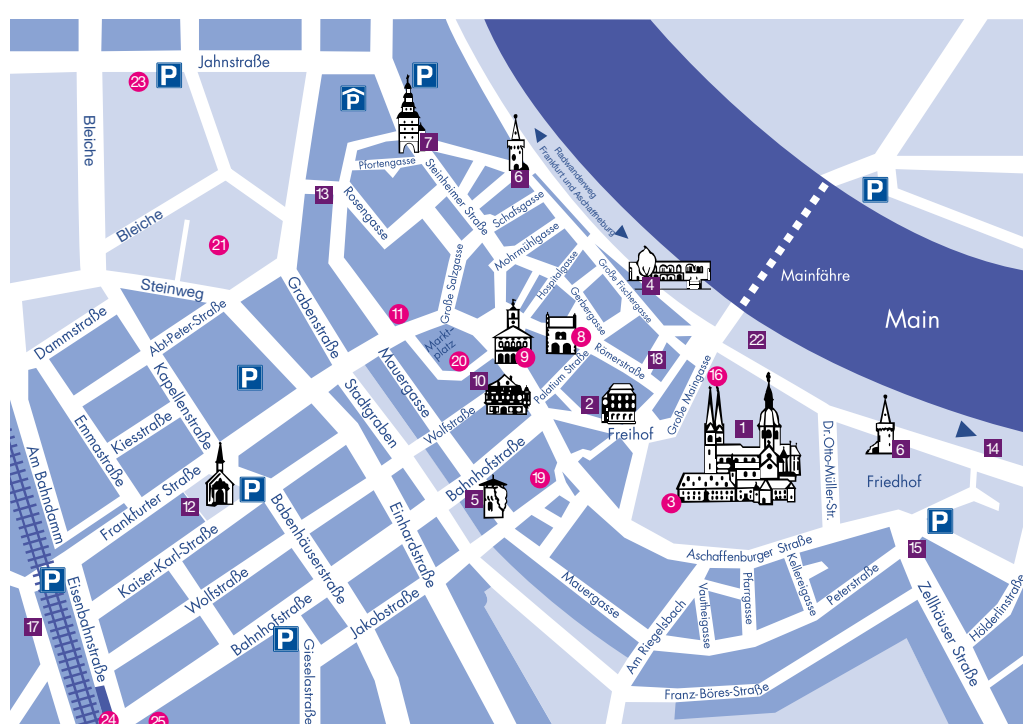 Jahnstraße
P
P
23
P
Bleiche
7
Pfortengasse
Steinheimer Straße
6
Radwanderweg
Frankfurt und Aschaffneburg
13
Rosengasse
Schafsgasse
P
Bleiche
21
Mohrmühlgasse
Große Salzgasse
Hospitalgasse
Große Fischergasse
4
Mainfähre
Main
Steinweg
Grabenstraße
Gerbergasse
Dammstraße
Abt-Peter-Straße
11
Markt-
platz
20
9
8
Römerstraße
18
22
Mauergasse
Kapellenstraße
P
Stadtgraben
10
Palatium Straße
2
Große Maingasse
16
1
Wolfstraße
Freihof
Emmastraße
Kiesstraße
Dr.-Otto-Müller-Str.
6
14
Am Bahndamm
Frankfurter Straße
Bahnhofstraße
19
Friedhof
12
P
5
3
Babenhäuserstraße
Einhardstraße
P
Kaiser-Karl-Straße
Aschaffenburger Straße
15
P
Eisenbahnstraße
Wolfstraße
Mauergasse
Vautheigasse
Pfarrgasse
Kellereigasse
Peterstraße
Zellhäuser Straße
Hölderlinstraße
17
Bahnhofstraße
P
Jakobstraße
Am Riegelsbach
Gieselastraße
Franz-Böres-Straße
24
25